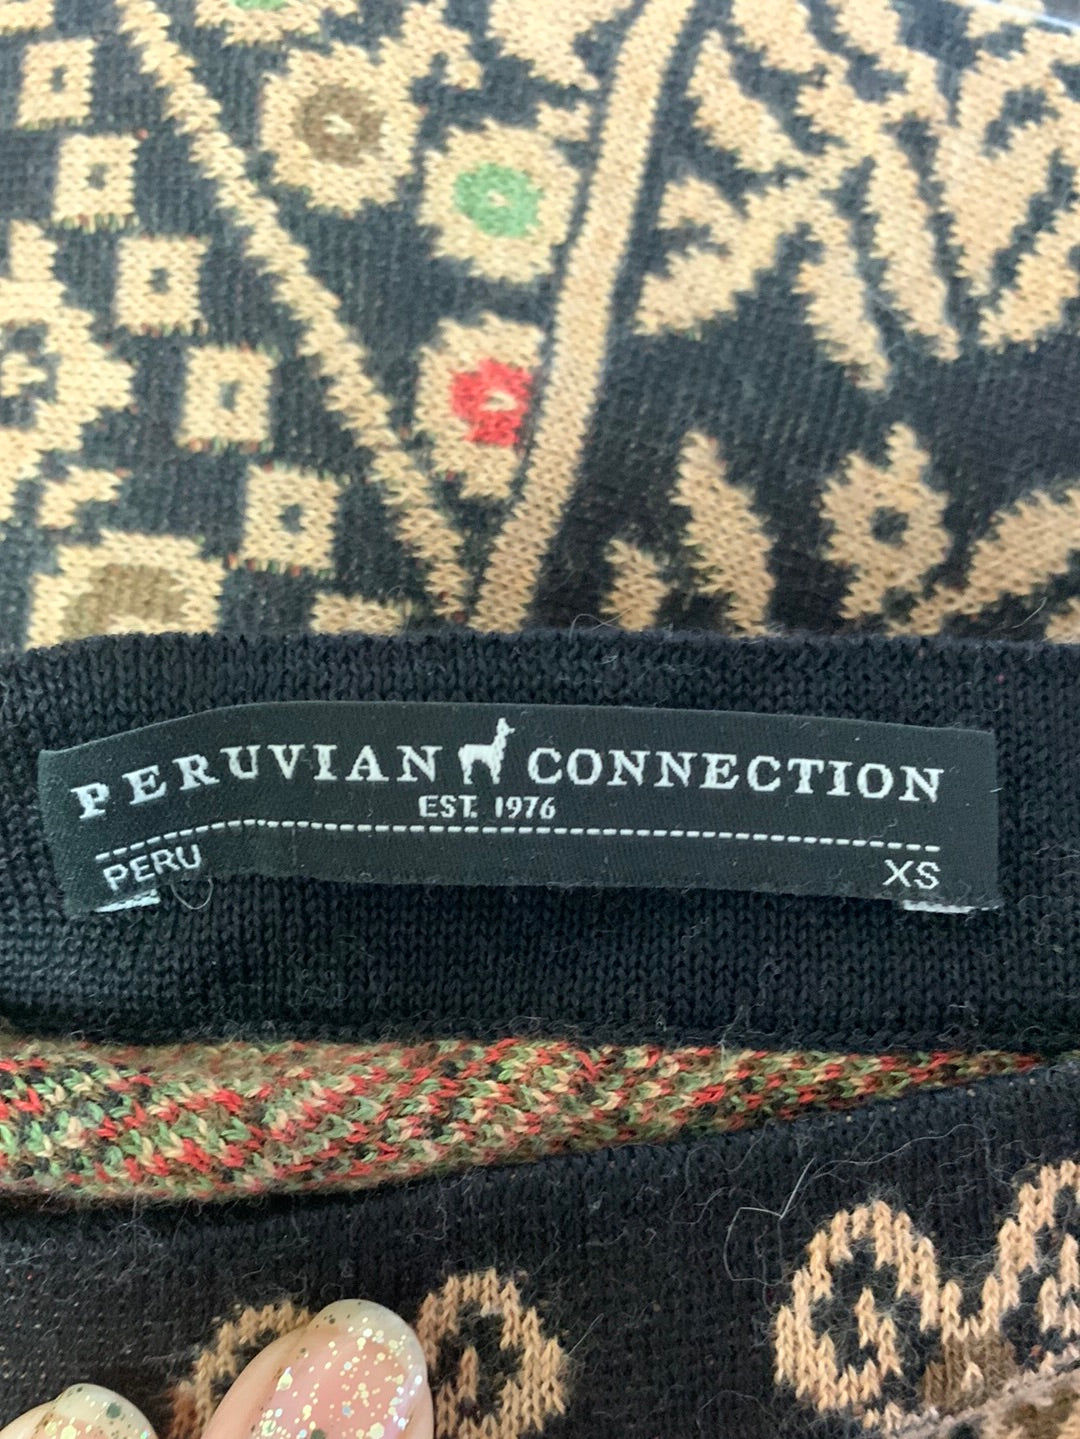 PERUVIAN CONNECTION
EST. 1976
PERU XS